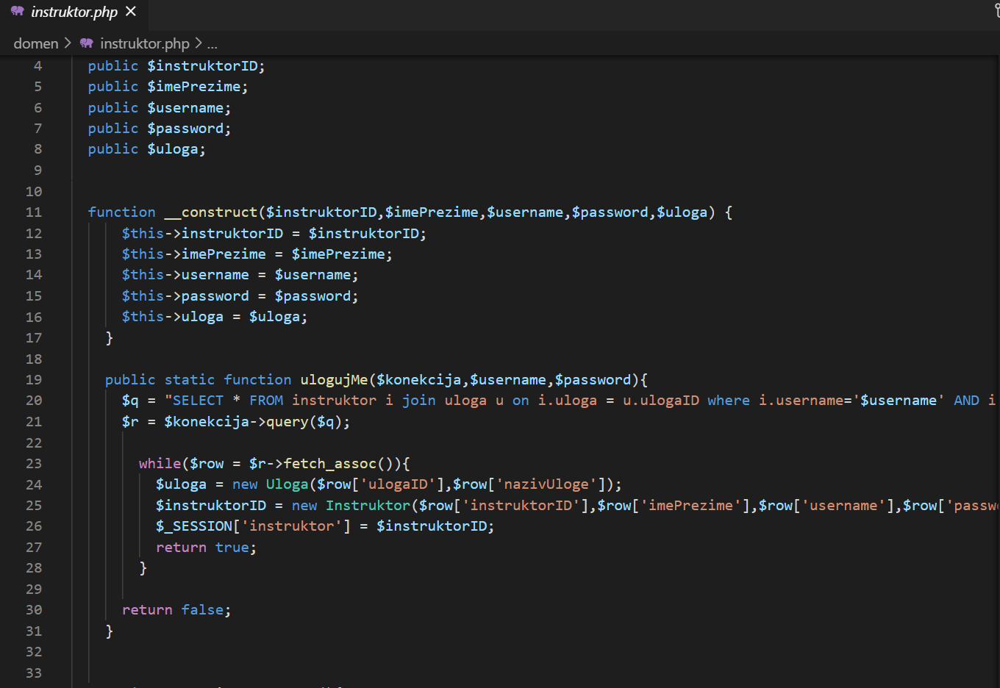 instruktor.php
domen > instruktor.php > ...
4 public $instruktorID;
5 public $imePrezime;
6 public $username;
7 public $password;
8 public $uloga;
9
10
11 function __construct($instruktorID,$imePrezime,$username,$password,$uloga) {
12 $this->instruktorID = $instruktorID;
13 $this->imePrezime = $imePrezime;
14 $this->username = $username;
15 $this->password = $password;
16 $this->uloga = $uloga;
17 }
18
19 public static function ulogujMe($konekcija,$username,$password){
20 $q = "SELECT * FROM instruktor i join uloga u on i.uloga = u.ulogaID where i.username='$username' AND i
21 $r = $konekcija->query($q);
22
23 while($row = $r->fetch_assoc()){
24 $uloga = new Uloga($row['ulogaID'],$row['nazivUloge']);
25 $instruktorID = new Instruktor($row['instruktorID'],$row['imePrezime'],$row['username'],$row['passw
26 $_SESSION['instruktor'] = $instruktorID;
27 return true;
28 }
29
30 return false;
31 }
32
33